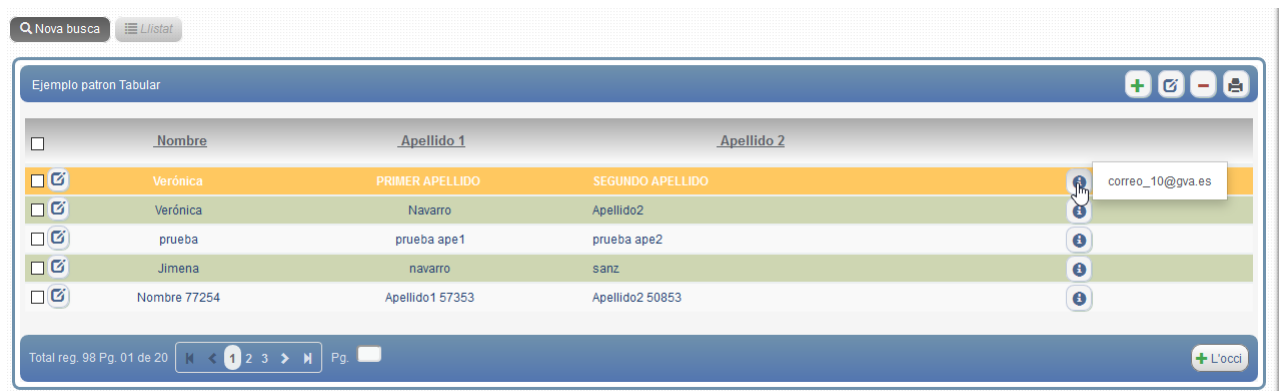 Nova busca Llistat
Ejemplo patron Tabular
Nombre Apellido 1 Apellido 2
Verónica PRIMER APELLIDO SEGUNDO APELLIDO correo_10@gva.es
Verónica Navarro Apellido2
prueba prueba ape1 prueba ape2
Jimena navarro sanz
Nombre 77254 Apellido1 57353 Apellido2 50853
Total reg. 98 Pg. 01 de 20 1 2 3 Pg. L'occi